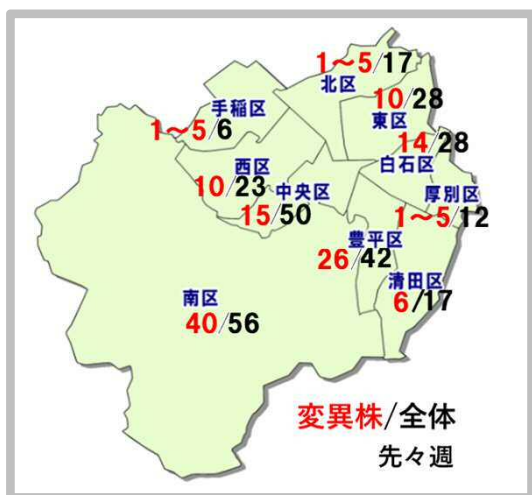 1～5/17
北区
手稲区
10/28
東区
1～5/6
14/28
西区
白石区
10/23
中央区
厚別区
15/50
1～5/12
豊平区
26/42
清田区
6/17
南区
40/56
変異株/全体
先々週